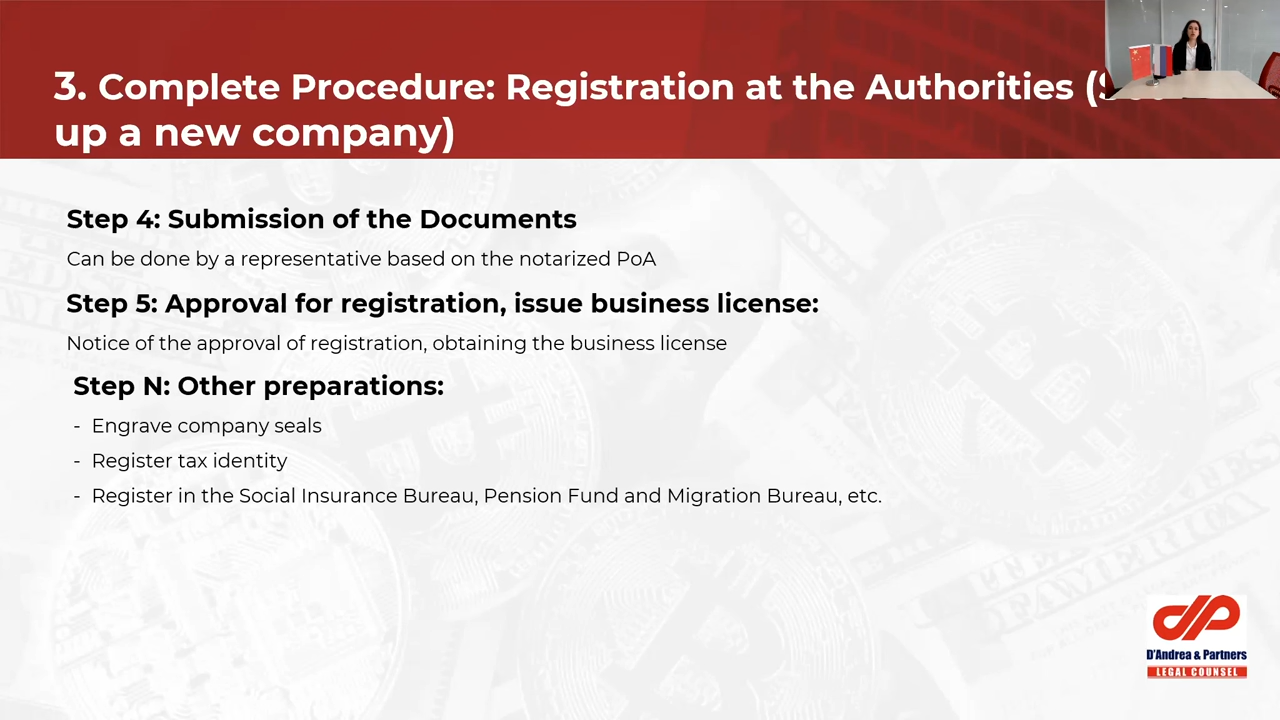 3. Complete Procedure: Registration at the Authorities (
up a new company)
Step 4: Submission of the Documents
Can be done by a representative based on the notarized PoA
Step 5: Approval for registration, issue business license:
Notice of the approval of registration, obtaining the business license
Step N: Other preparations:
- Engrave company seals
- Register tax identity
- Register in the Social Insurance Bureau, Pension Fund and Migration Bureau, etc.
D'Andrea & Partners
LEGAL COUNSEL